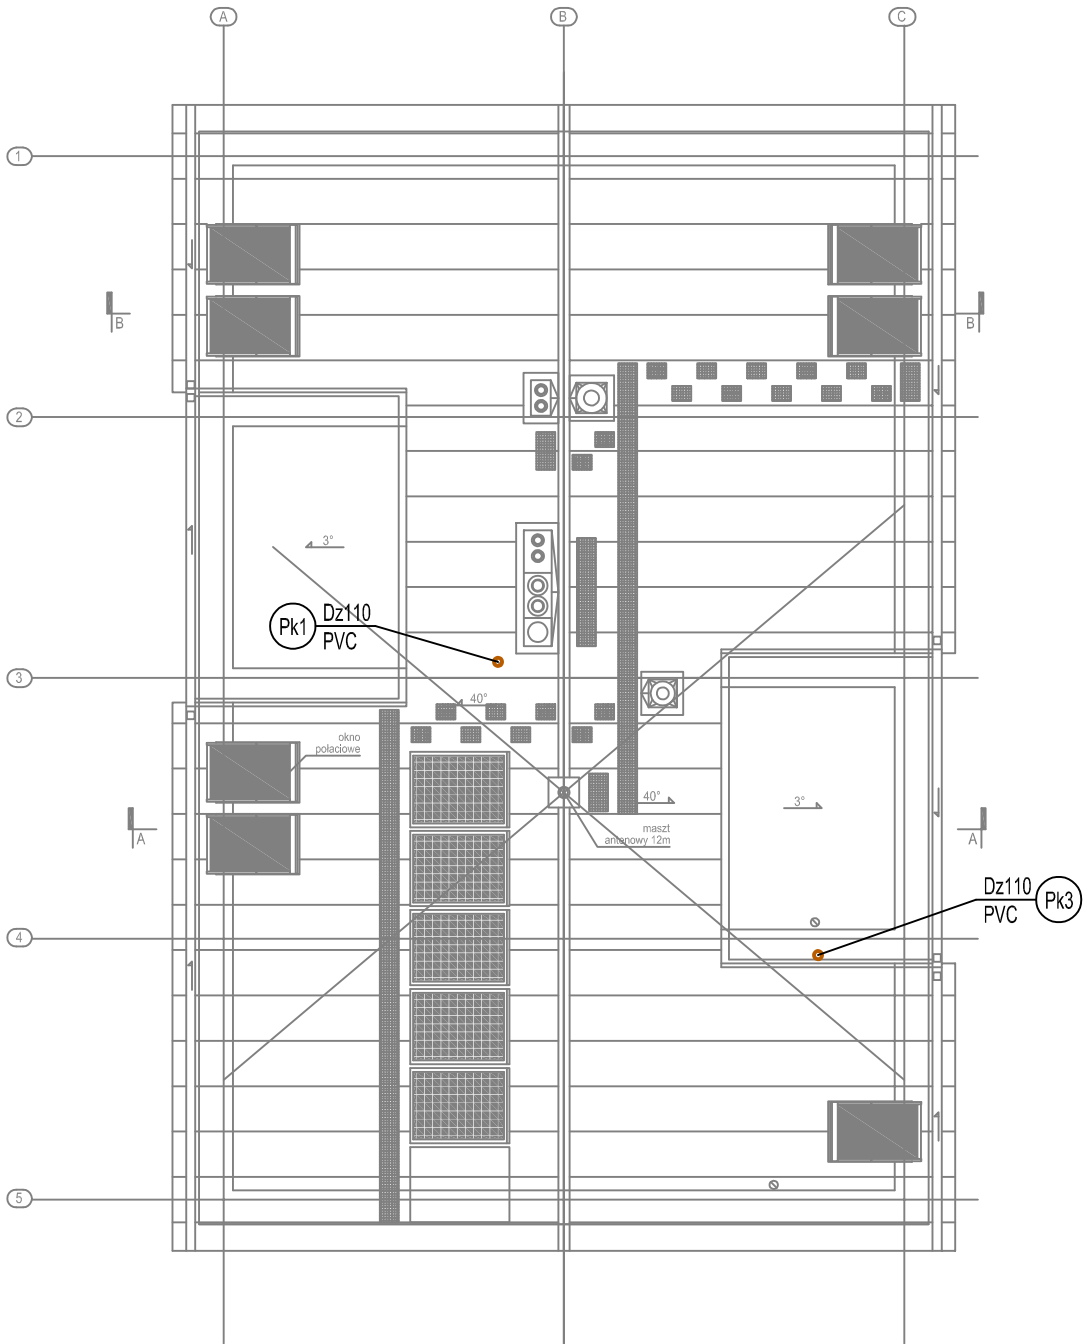 A
B
C
1
B
B
2
3°
Pk1
Dz110
PVC
3
40°
okno
połaciowe
40°
3°
maszt
antenowy 12m
A
A
Dz110
PVC
Pk3
4
5